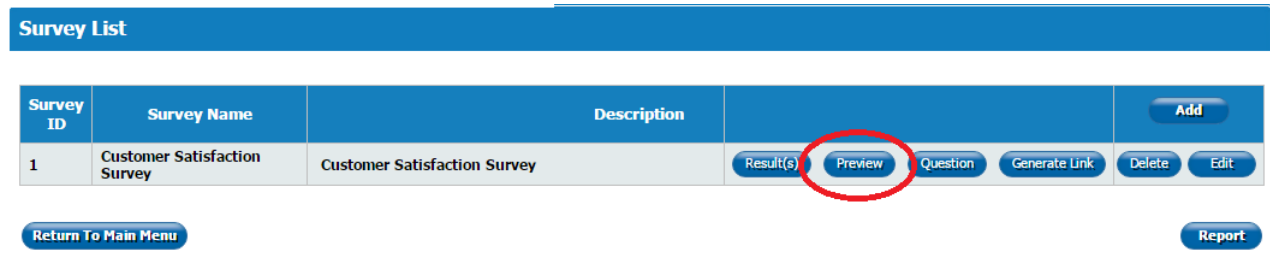 Survey List
Survey ID
Survey Name
Description
Add
1
Customer Satisfaction
Survey
Customer Satisfaction Survey
Result(s)
Preview
Question
Generate Link
Delete
Edit
Return To Main Menu
Report